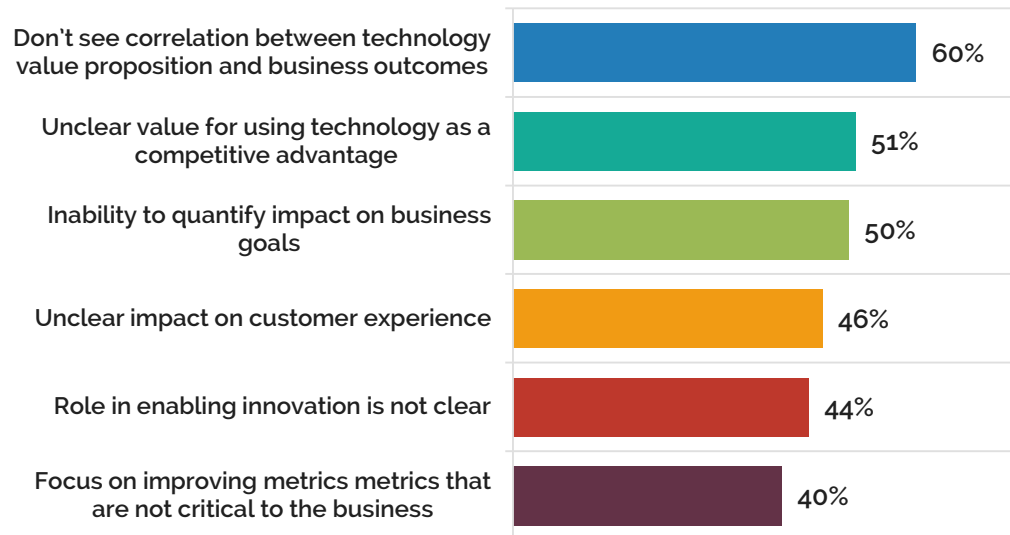 Don't see correlation between technology
value proposition and business outcomes
60%
Unclear value for using technology as a
competitive advantage
51%
Inability to quantify impact on business
goals
50%
Unclear impact on customer experience
46%
Role in enabling innovation is not clear
44%
Focus on improving metrics metrics that
are not critical to the business
40%